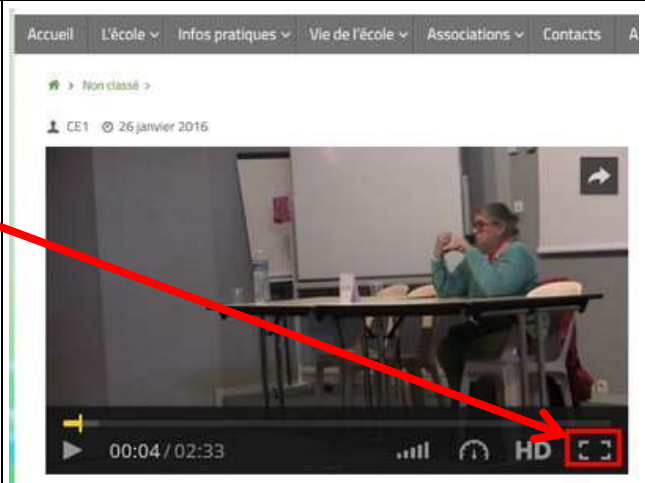 Accueil L'école Infos pratiques Vie de l'école Associations Contacts A
Non classé >
CE1 26 janvier 2016
00:04/02:33 HD